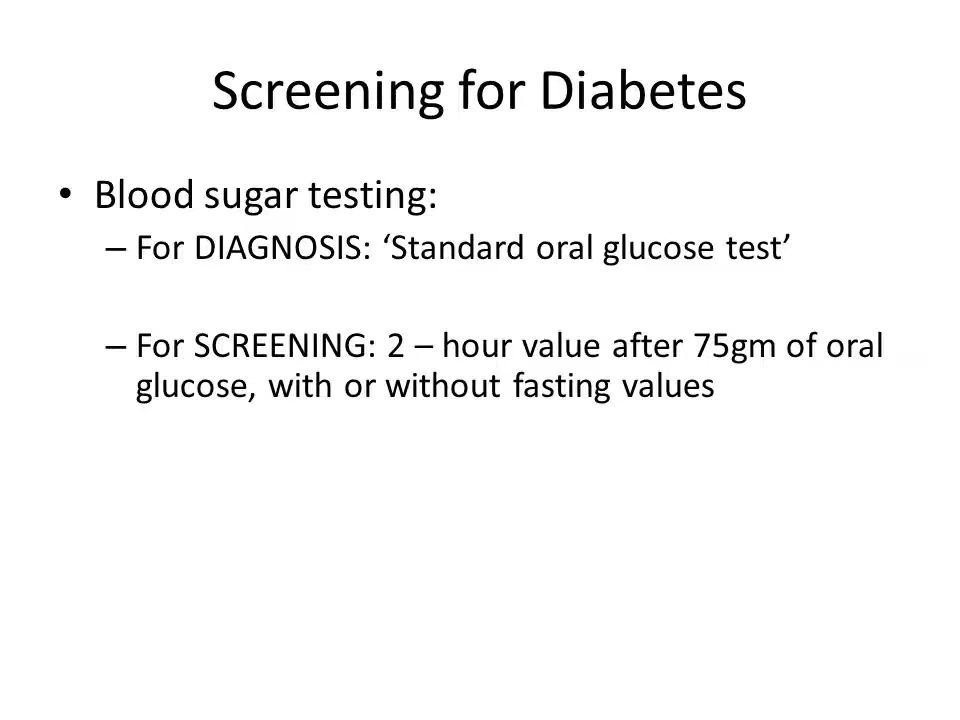 Screening for Diabetes
• Blood sugar testing:
– For DIAGNOSIS: ‘Standard oral glucose test’
– For SCREENING: 2 – hour value after 75gm of oral
glucose, with or without fasting values